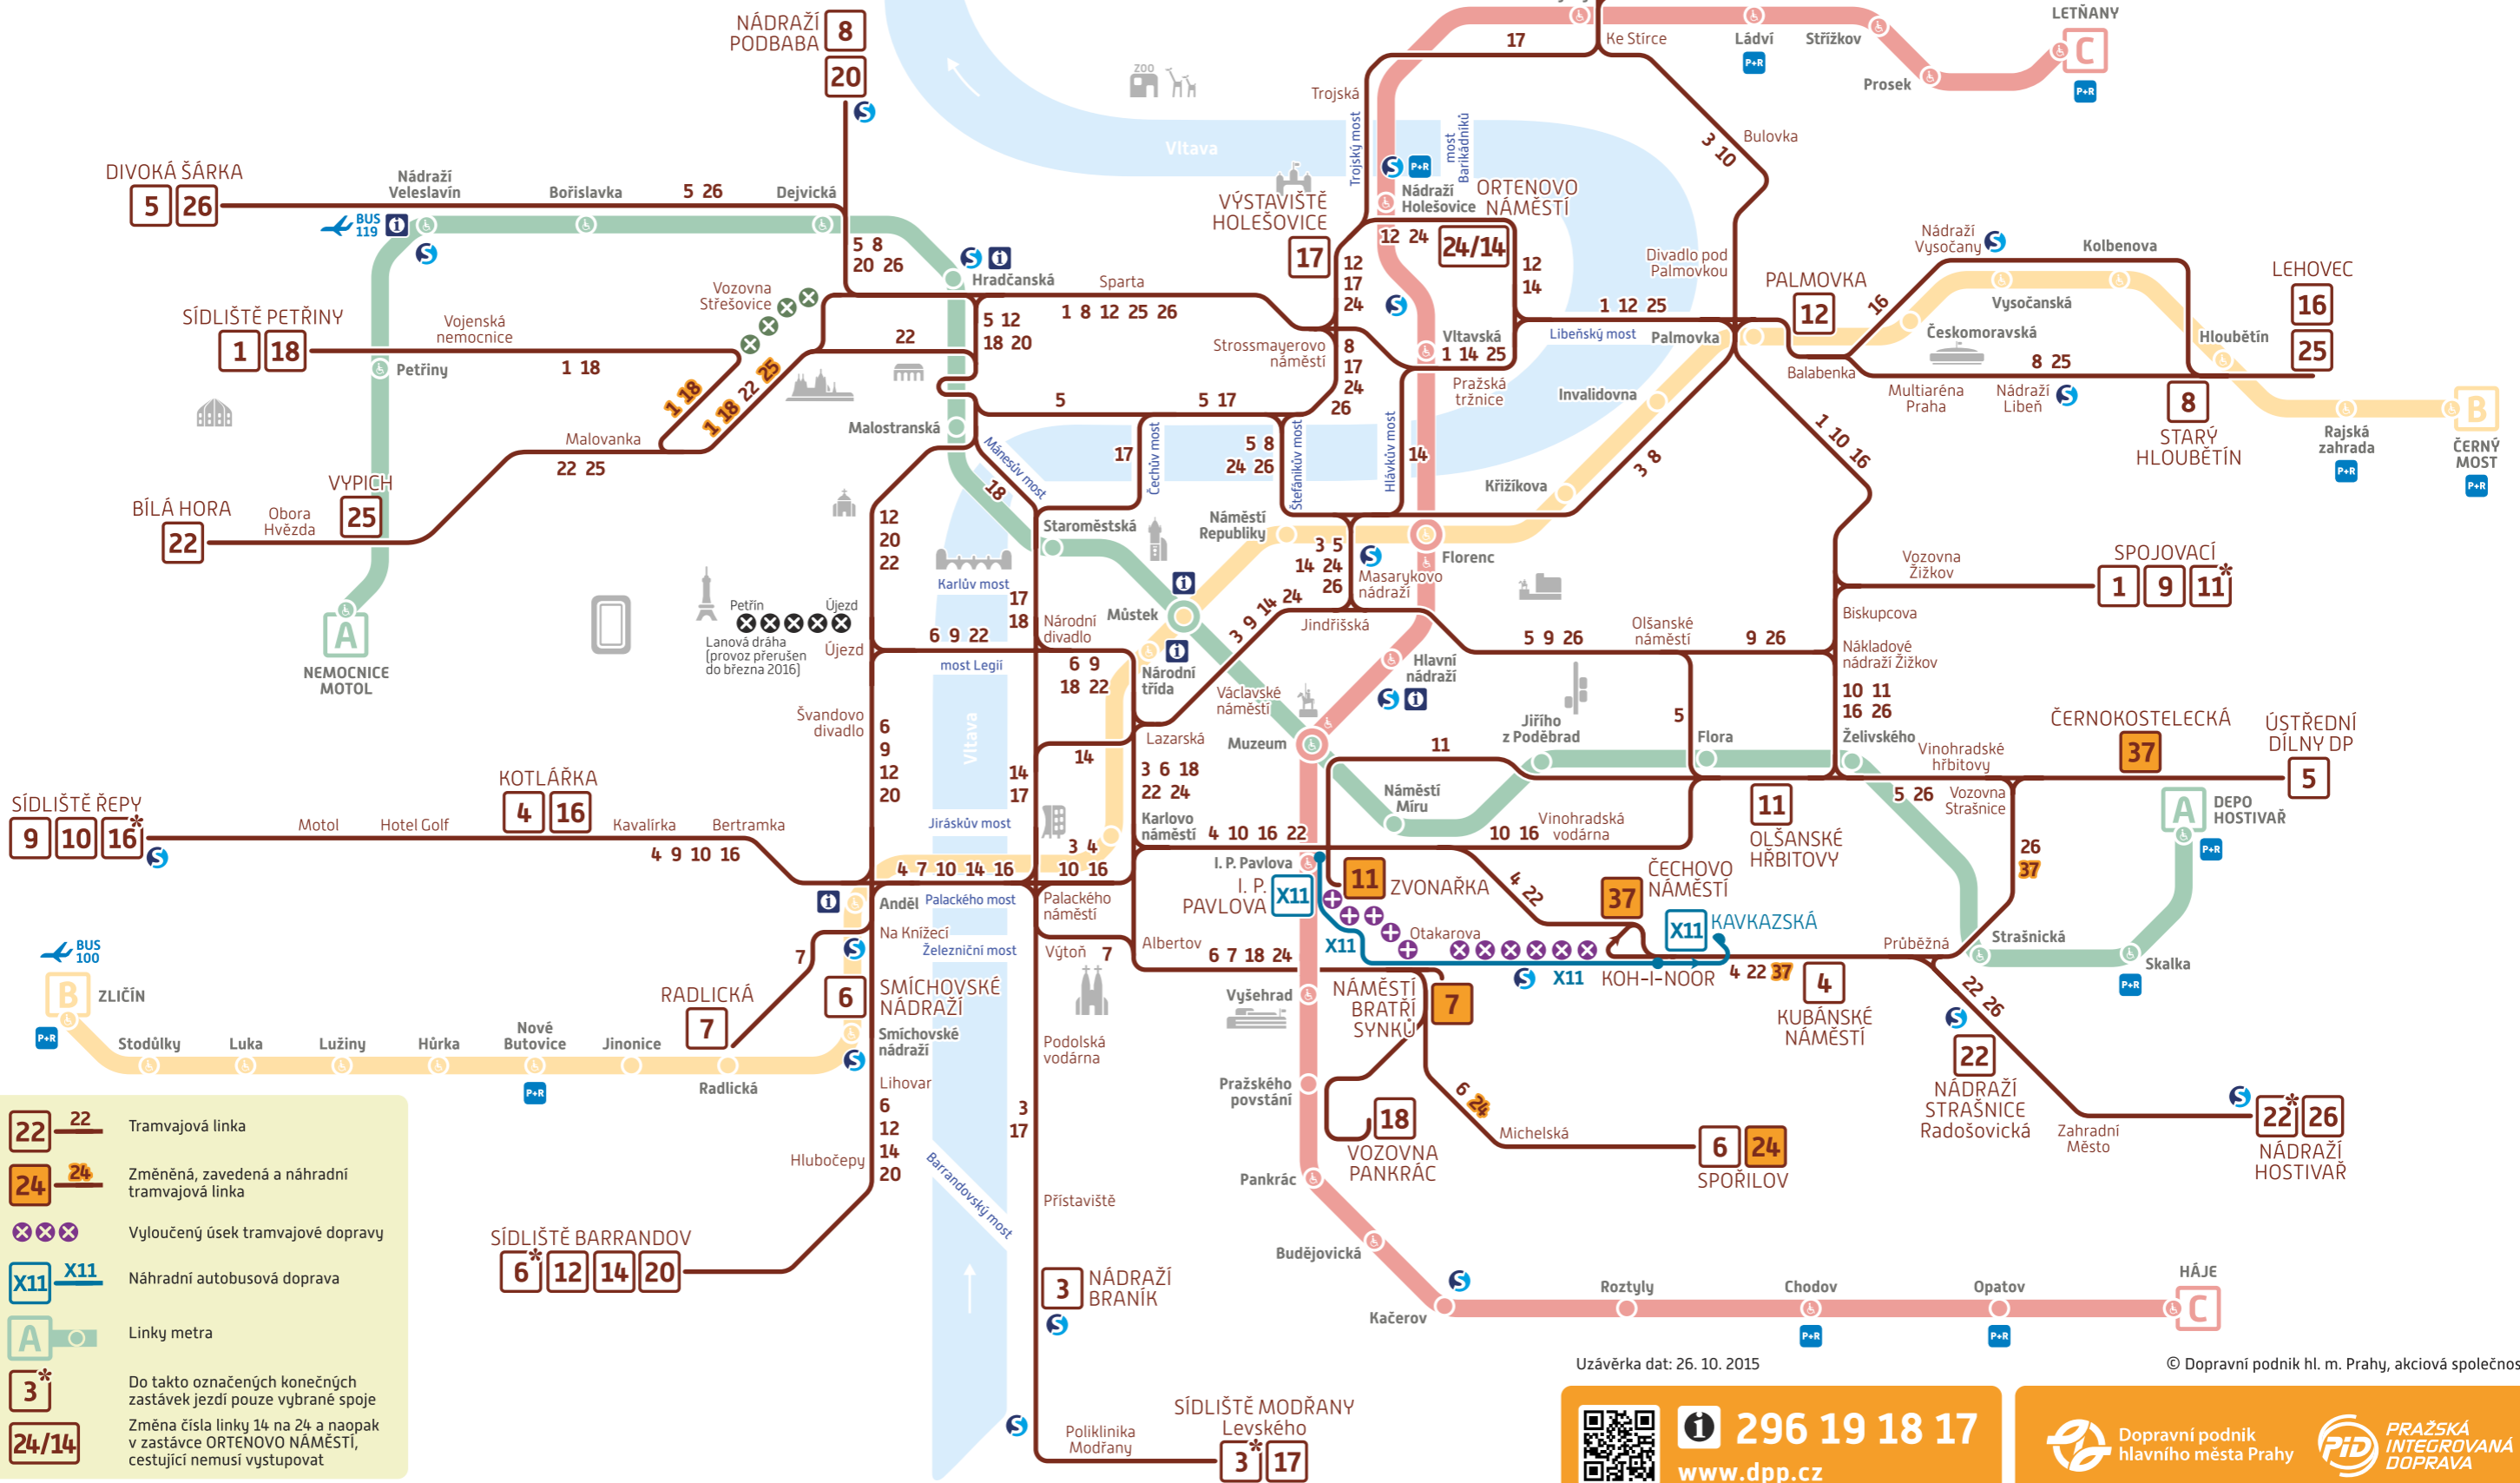 NÁDRAŽÍ
PODBABA
8
20
LETŇANY
C
P+R
Ke Stírce
17
Ládví
P+R
Střížkov
Prosek
ZOO
Trojská
Trojský most
most
Barikádníků
3 10
Bulovka
Vltava
DIVOKÁ ŠÁRKA
5 26
Nádraží
Veleslavín
Bořislavka
5 26
Dejvická
BUS
119
5 8
20 26
Hradčanská
VÝSTAVIŠTĚ
HOLEŠOVICE
17
P+R
Nádraží
Holešovice
ORTENOVO
NÁMĚSTÍ
12 24
24/14
12
17
24
12
14
Divadlo pod
Palmovkou
PALMOVKA
12
Nádraží
Vysočany
Kolbenova
16
Vysočanská
Českomoravská
Hloubětín
LEHOVEC
16
25
SÍDLIŠTĚ PETŘINY
1 18
Vojenská
nemocnice
1 18
Vozovna
Střešovice
Petřiny
22
5 12
18 20
Sparta
1 8 12 25 26
Strossmayerovo
náměstí
8
17
24
26
Vltavská
1 14 25
Pražská
tržnice
1 12 25
Libeňský most
Palmovka
Balabenka
8 25
Multiaréna
Praha
Nádraží
Libeň
8
STARÝ
HLOUBĚTÍN
Rajská
zahrada
P+R
B
ČERNÝ
MOST
P+R
1 18
1 18 22 25
Malovanka
22 25
Malostranská
5
5 17
17
Čechův most
5 8
24 26
Štefánikův most
Hlávkův most
14
Invalidovna
3 8
Křižíkova
1 10 16
VYPICH
25
BÍLÁ HORA
22
Obora
Hvězda
Mánesův most
18
12
20
22
Staroměstská
Náměstí
Republiky
3 5
14 24
26
Masarykovo
nádraží
Florenc
Vozovna
Žižkov
SPOJOVACÍ
1 9 11*
Karlův most
17
18
Petřín
Újezd
Lanová dráha
(provoz přerušen
do března 2016)
Újezd
6 9 22
most Legií
Národní
divadlo
6 9
18 22
Můstek
Národní
třída
3 9 14 24
Jindřišská
5 9 26
Olšanské
náměstí
9 26
Biskupcova
Nákladové
nádraží Žižkov
10 11
16 26
A
NEMOCNICE
MOTOL
Hlavní
nádraží
Václavské
náměstí
Muzeum
Jiřího
z Poděbrad
5
Flora
Želivského
Vinohradské
hřbitovy
ČERNOKOSTELECKÁ
37
ÚSTŘEDNÍ
DÍLNY DP
5
Švandovo
divadlo
6
9
12
20
Vltava
14
17
14
Lazarská
3 6 18
22 24
11
Náměstí
Míru
11
OLŠANSKÉ
HŘBITOVY
5 26
Vozovna
Strašnice
A
DEPO
HOSTIVAŘ
P+R
SÍDLIŠTĚ ŘEPY
9 10 16*
Motol
Hotel Golf
KOTLÁŘKA
4 16
Kavalírka
Bertramka
4 9 10 16
Jiráskův most
3 4
10 16
Karlovo
náměstí
4 10 16 22
10 16
Vinohradská
vodárna
26
37
4 7 10 14 16
Anděl
Palackého most
Palackého
náměstí
I. P. Pavlova
I. P.
PAVLOVA
X11
11
ZVONAŘKA
4 22
ČECHOVO
NÁMĚSTÍ
37
X11
KAVKAZSKÁ
Na Knížecí
Železniční most
Výtoň
7
Albertov
6 7 18 24
X11
Otakarova
X11
KOH-I-NOOR
4 22 37
4
KUBÁNSKÉ
NÁMĚSTÍ
Průběžná
Strašnická
Skalka
P+R
BUS
100
B
ZLIČÍN
P+R
7
RADLICKÁ
7
6
SMÍCHOVSKÉ
NÁDRAŽÍ
Smíchovské
nádraží
Stodůlky
Luka
Lužiny
Hůrka
Nové
Butovice
P+R
Jinonice
Radlická
Podolská
vodárna
Vyšehrad
NÁMĚSTÍ
BRATŘÍ
SYNKŮ
7
22 26
22
NÁDRAŽÍ
STRAŠNICE
Radošovická
Pražského
povstání
Lihovar
6
12
14
20
Hlubočepy
3
17
18
VOZOVNA
PANKRÁC
6 24
Michelská
6 24
SPOŘILOV
Zahradní
Město
22* 26
NÁDRAŽÍ
HOSTIVAŘ
Barrandovský most
Přístaviště
Pankrác
SÍDLIŠTĚ BARRANDOV
6* 12 14 20
3
NÁDRAŽÍ
BRANÍK
Budějovická
Kačerov
Roztyly
Chodov
P+R
Opatov
P+R
HÁJE
C
Poliklinika
Modřany
SÍDLIŠTĚ MODŘANY
Levského
3* 17
22 22 Tramvajová linka
24 24 Změněná, zavedená a náhradní
tramvajová linka
Vyloučený úsek tramvajové dopravy
X11 X11 Náhradní autobusová doprava
A Linky metra
3* Do takto označených konečných
zastávek jezdí pouze vybrané spoje
24/14 Změna čísla linky 14 na 24 a naopak
v zastávce ORTENOVO NÁMĚSTÍ,
cestující nemusí vystupovat
Uzávěrka dat: 26. 10. 2015
© Dopravní podnik hl. m. Prahy, akciová společnos
296 19 18 17
www.dpp.cz
Dopravní podnik
hlavního města Prahy
PID
PRAŽSKÁ
INTEGROVANÁ
DOPRAVA